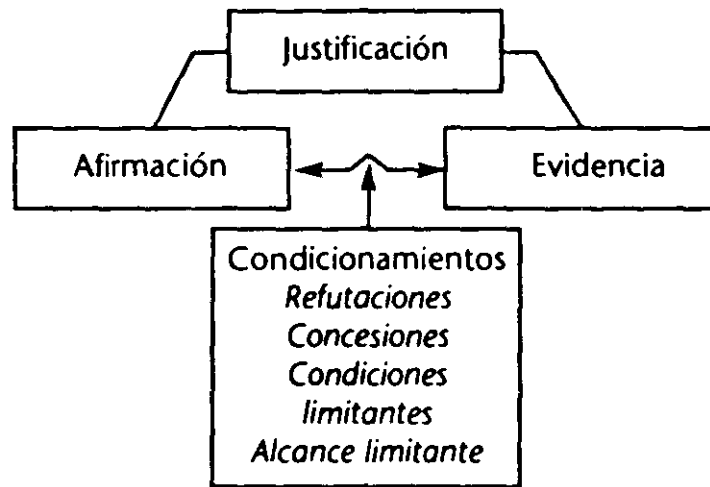 Justificación
Afirmación
Evidencia
Condicionamientos
Refutaciones
Concesiones
Condiciones
limitantes
Alcance limitante